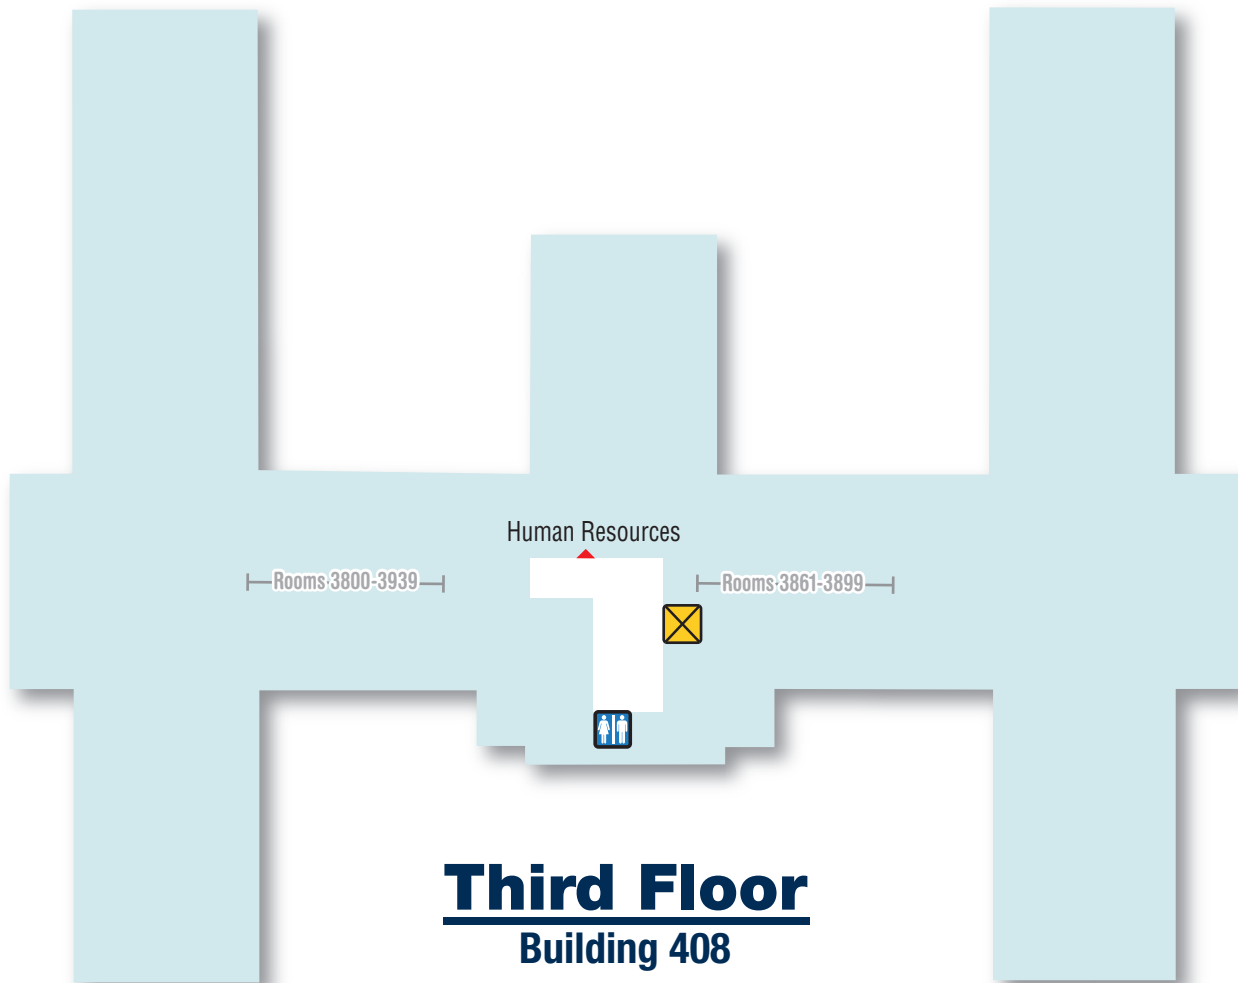 Human Resources
Rooms 3800-3939
Rooms 3861-3899
Third Floor
Building 408